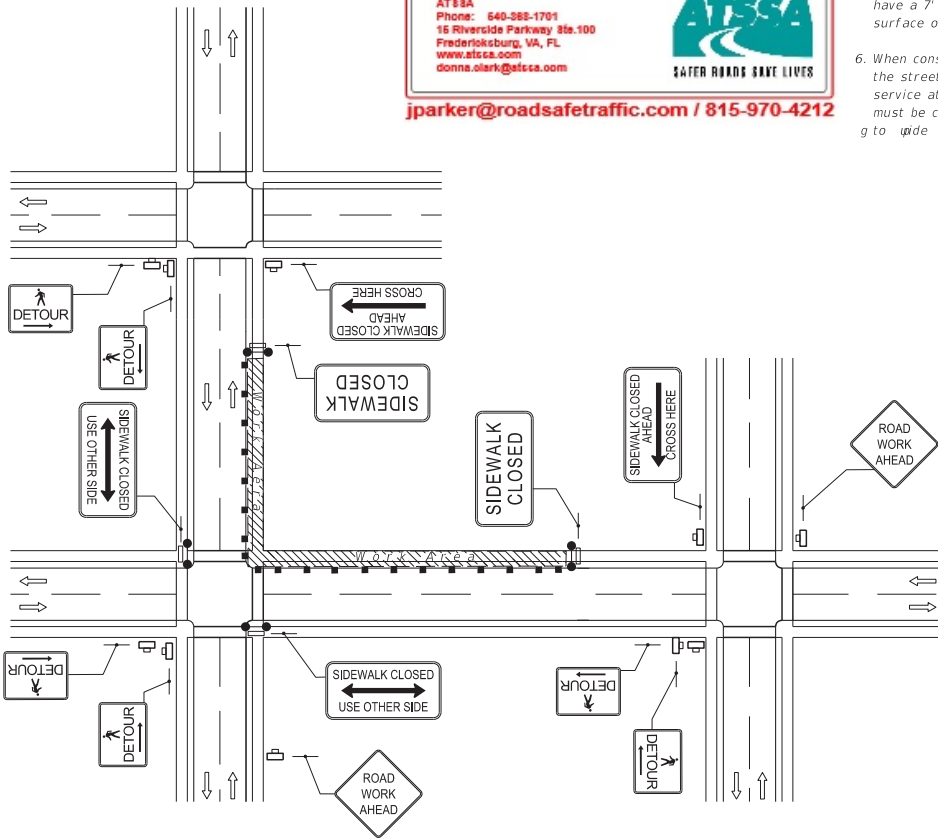 ATSSA
Phone: 540-368-1701
15 Riverside Parkway Ste.100
Fredericksburg, VA, FL
www.atssa.com
donna.clark@atssa.com
ATSSA
SAFER ROADS SAVE LIVES
jparker@roadsafetraffic.com / 815-970-4212
have a 7'
surface o
6. When cons
the street
service at
must be c
g to wide
DETOUR
DETOUR
SIDEWALK CLOSED
AHEAD
CROSS HERE
SIDEWALK
CLOSED
SIDEWALK CLOSED
USE OTHER SIDE
Work Aera
SIDEWALK
CLOSED
SIDEWALK CLOSED
AHEAD
CROSS HERE
ROAD
WORK
AHEAD
Work Area
DETOUR
DETOUR
SIDEWALK CLOSED
USE OTHER SIDE
DETOUR
DETOUR
ROAD
WORK
AHEAD